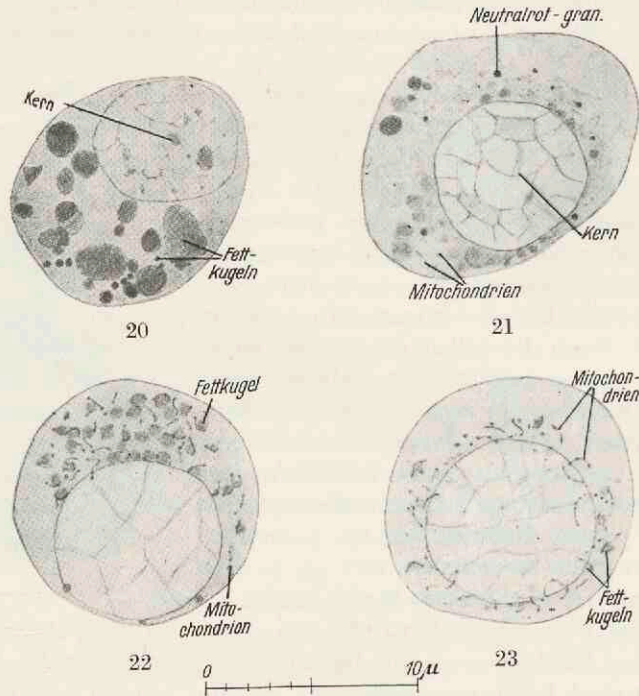 Kern
Fett-
kugeln
20
Neutralrot-gran.
Kern
Mitochondrien
21
Fettkugel
Mito-
chondrien
22
Mitochon-
drien
Fett-
kugeln
23
0 10 μ